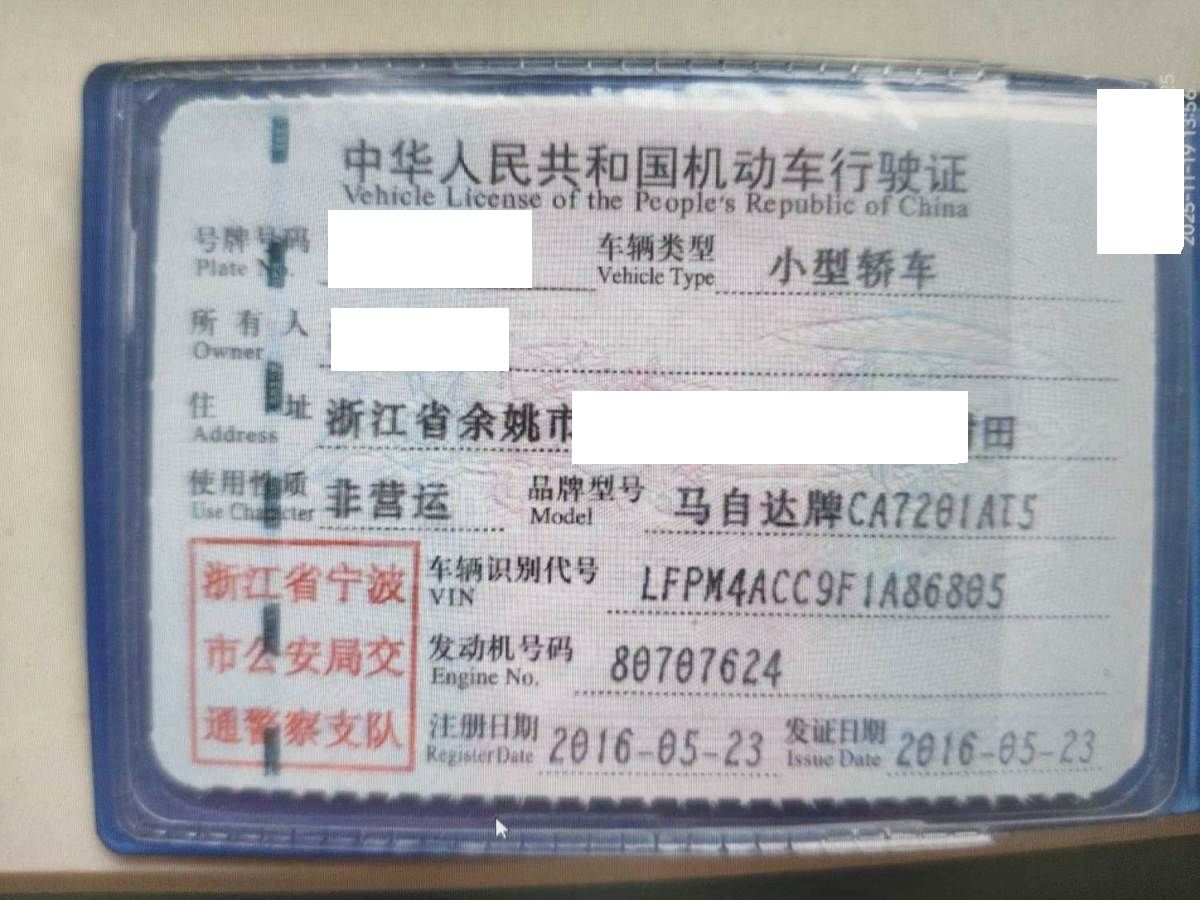 中华人民共和国机动车行驶证
Vehicle License of the People's Republic of China
号牌号码
Plate No.
车辆类型 小型轿车
Vehicle Type
所有人
Owner
住址 浙江省余姚市 田
Address
使用性质 非营运
Use Character
品牌型号 马自达牌CA7201AT5
Model
浙江省宁波
市公安局交
通警察支队
车辆识别代号 LFPM4ACC9F1A86805
VIN
发动机号码 80707624
Engine No.
注册日期 2016-05-23
Register Date
发证日期 2016-05-23
Issue Date